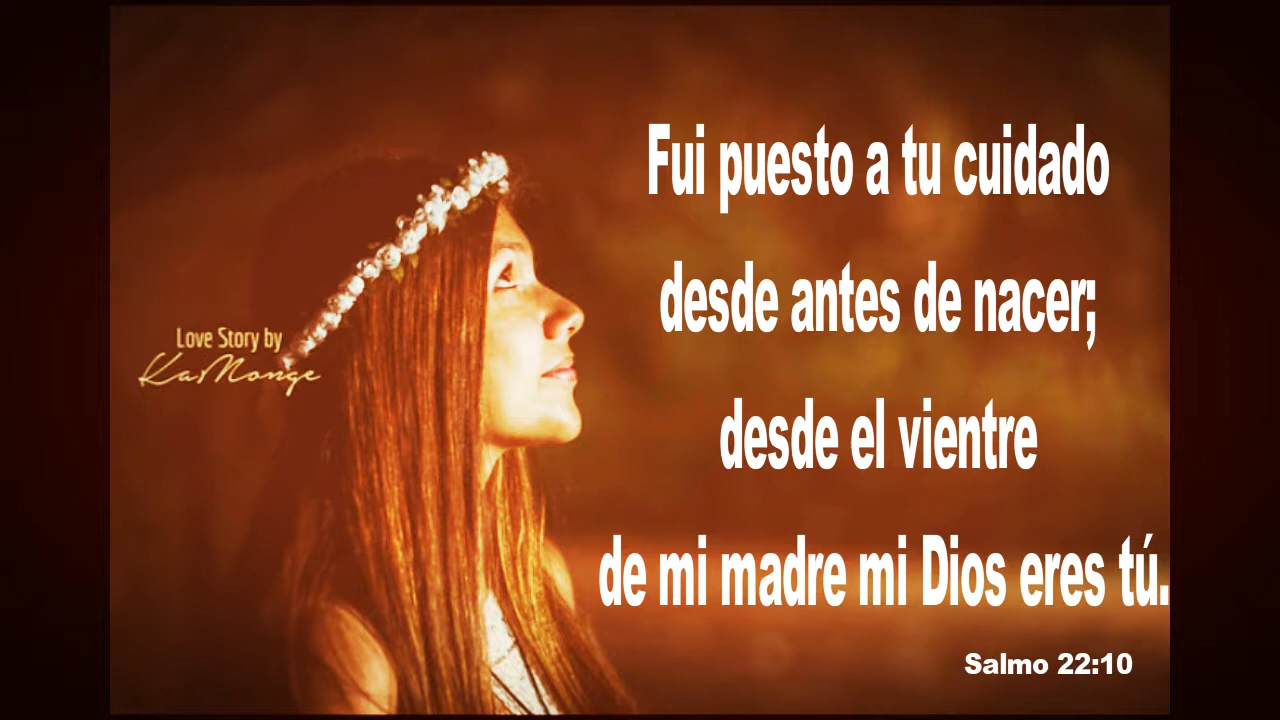 Fui puesto a tu cuidado
desde antes de nacer;
desde el vientre
de mi madre mi Dios eres tú.
Salmo 22:10
Love Story by
KaMonge